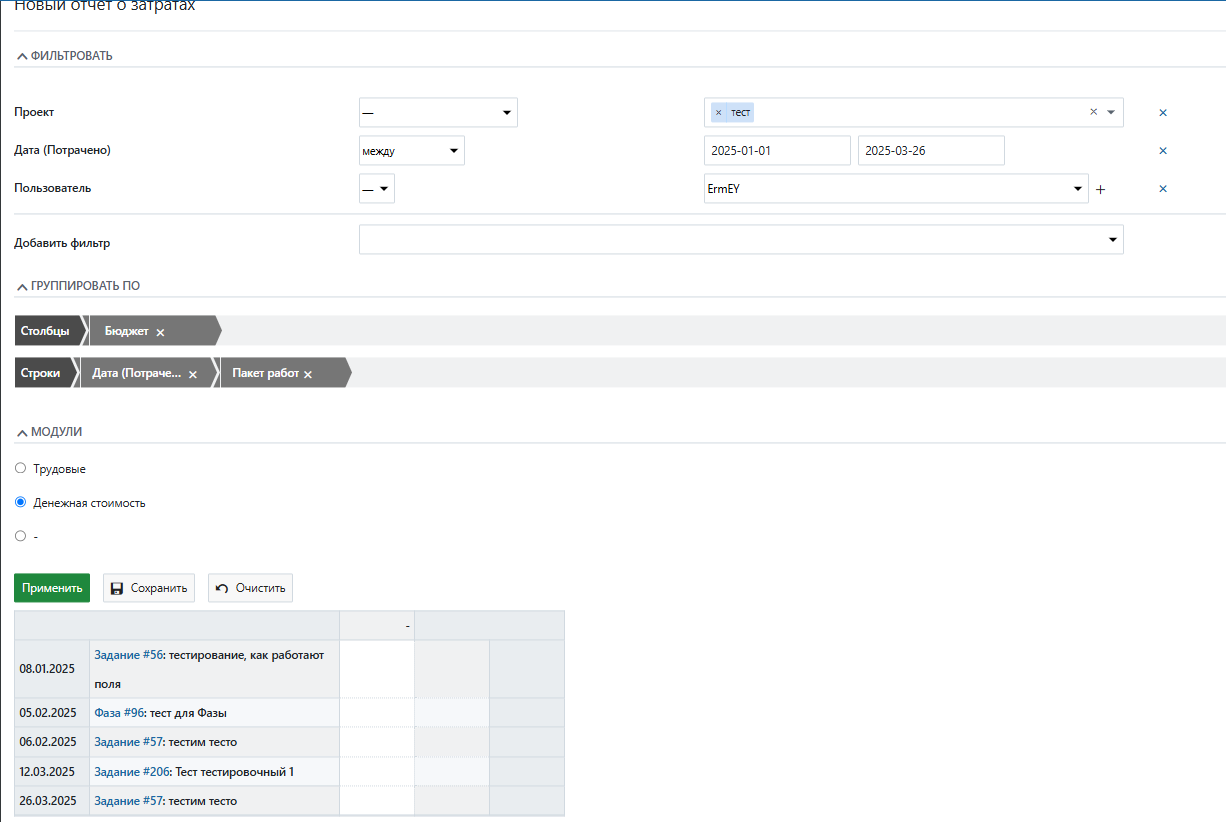 Новый отчет о затратах
ФИЛЬТРОВАТЬ
Проект — × тест × ×
Дата (Потрачено) между 2025-01-01 2025-03-26 ×
Пользователь — ErmEY + ×
Добавить фильтр
ГРУППИРОВАТЬ ПО
Столбцы Бюджет ×
Строки Дата (Потраче... × Пакет работ ×
МОДУЛИ
Трудовые
Денежная стоимость
-
Применить Сохранить Очистить
-
08.01.2025 Задание #56: тестирование, как работают
поля
05.02.2025 Фаза #96: тест для Фазы
06.02.2025 Задание #57: тестим тесто
12.03.2025 Задание #206: Тест тестировочный 1
26.03.2025 Задание #57: тестим тесто